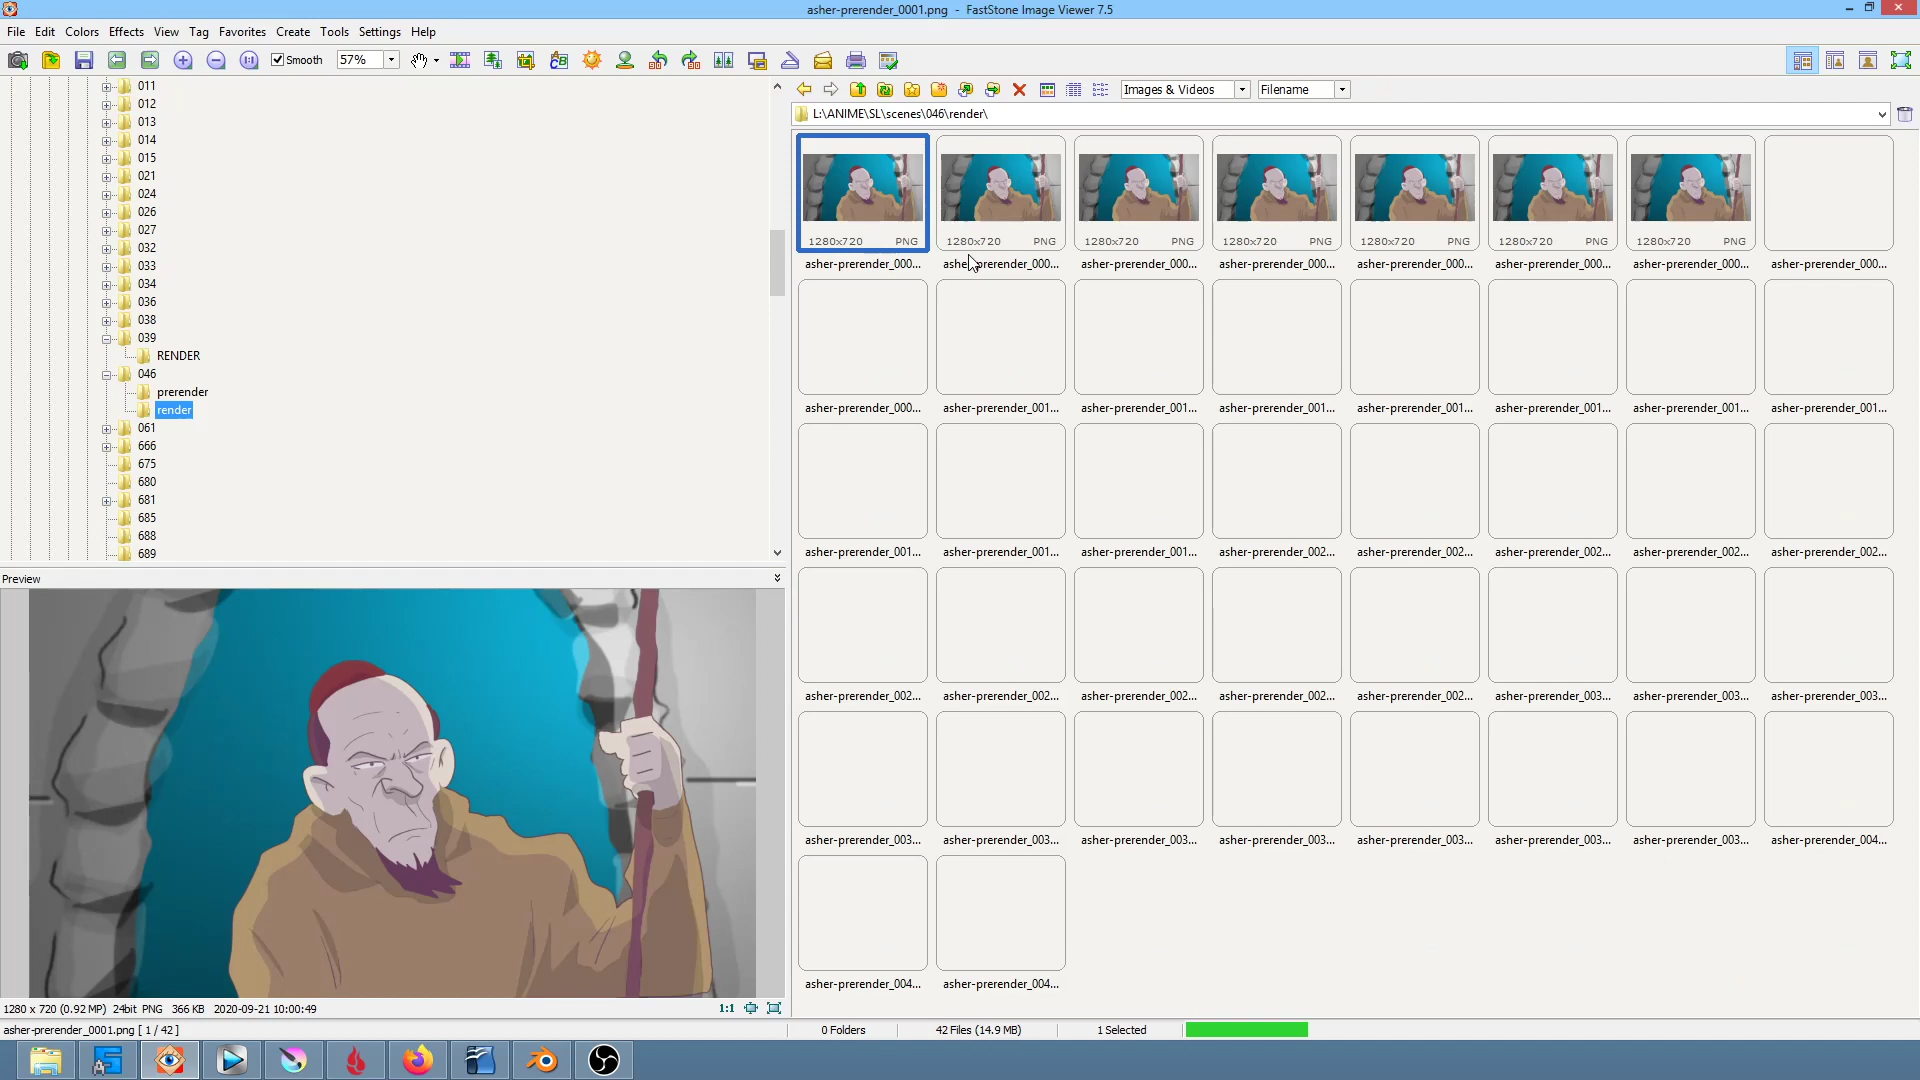 asher-prerender_0001.png - FastStone Image Viewer 7.5
File Edit Colors Effects View Tag Favorites Create Tools Settings Help
Smooth 57%
Images & Videos Filename
L:\ANIME\SL\scenes\046\render\
011
012
013
014
015
021
024
026
027
032
033
034
036
038
039
RENDER
046
prerender
render
061
666
675
680
681
685
688
689
1280x720 PNG 1280x720 PNG 1280x720 PNG 1280x720 PNG 1280x720 PNG 1280x720 PNG 1280x720 PNG
asher-prerender_000... asher-prerender_000... asher-prerender_000... asher-prerender_000... asher-prerender_000... asher-prerender_000... asher-prerender_000... asher-prerender_000...
asher-prerender_000... asher-prerender_001... asher-prerender_001... asher-prerender_001... asher-prerender_001... asher-prerender_001... asher-prerender_001... asher-prerender_001...
asher-prerender_001... asher-prerender_001... asher-prerender_001... asher-prerender_002... asher-prerender_002... asher-prerender_002... asher-prerender_002... asher-prerender_002...
asher-prerender_002... asher-prerender_002... asher-prerender_002... asher-prerender_002... asher-prerender_002... asher-prerender_003... asher-prerender_003... asher-prerender_003...
asher-prerender_003... asher-prerender_003... asher-prerender_003... asher-prerender_003... asher-prerender_003... asher-prerender_003... asher-prerender_003... asher-prerender_004...
asher-prerender_004... asher-prerender_004...
Preview
1280 x 720 (0.92 MP) 24bit PNG 366 KB 2020-09-21 10:00:49 1:1
asher-prerender_0001.png [ 1 / 42 ]
0 Folders 42 Files (14.9 MB) 1 Selected